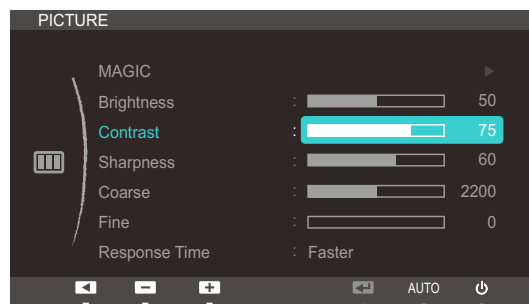 PICTURE
MAGIC
Brightness : 50
Contrast : 75
Sharpness : 60
Coarse : 2200
Fine : 0
Response Time : Faster
AUTO